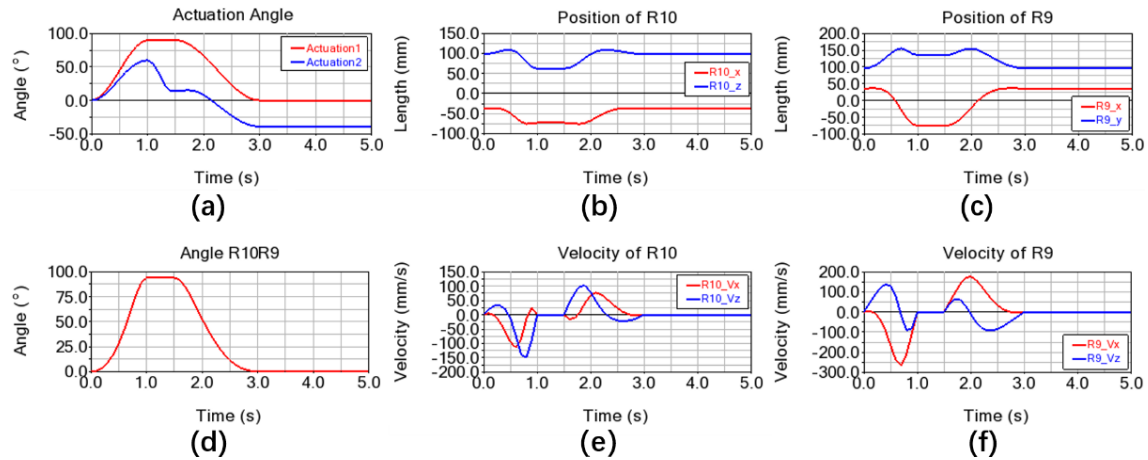 Actuation Angle
Angle (°)
100.0
50.0
0.0
-50.0
Actuation1
Actuation2
0.0 1.0 2.0 3.0 4.0 5.0
Time (s)
(a)
Position of R10
Length (mm)
150.0
100.0
50.0
0.0
-50.0
-100.0
R10_x
R10_z
0.0 1.0 2.0 3.0 4.0 5.0
Time (s)
(b)
Position of R9
Length (mm)
200.0
150.0
100.0
50.0
0.0
-50.0
-100.0
R9_x
R9_y
0.0 1.0 2.0 3.0 4.0 5.0
Time (s)
(c)
Angle R10R9
Angle (°)
100.0
75.0
50.0
25.0
0.0
0.0 1.0 2.0 3.0 4.0 5.0
Time (s)
(d)
Velocity of R10
Velocity (mm/s)
150.0
100.0
50.0
0.0
-50.0
-100.0
-150.0
-200.0
R10_Vx
R10_Vz
0.0 1.0 2.0 3.0 4.0 5.0
Time (s)
(e)
Velocity of R9
Velocity (mm/s)
200.0
100.0
0.0
-100.0
-200.0
-300.0
R9_Vx
R9_Vz
0.0 1.0 2.0 3.0 4.0 5.0
Time (s)
(f)